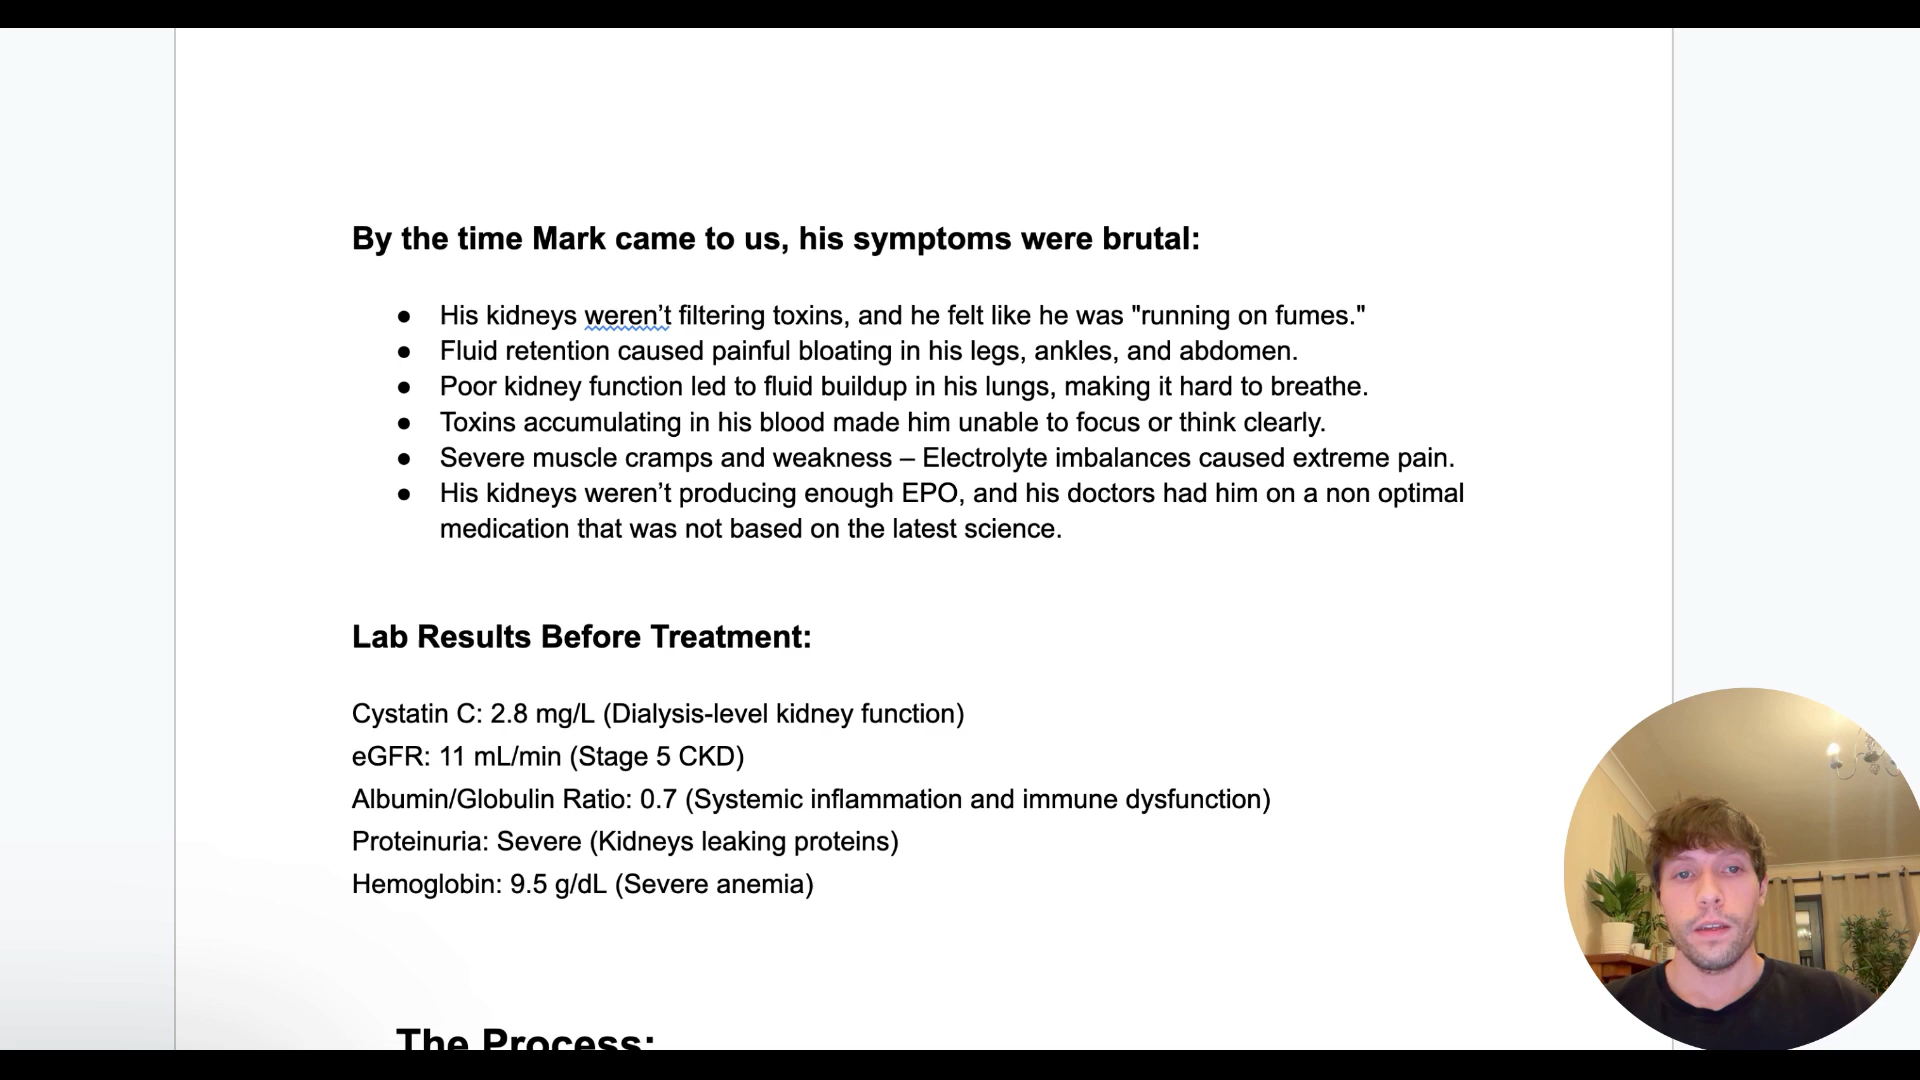 By the time Mark came to us, his symptoms were brutal:
● His kidneys weren’t filtering toxins, and he felt like he was "running on fumes."
● Fluid retention caused painful bloating in his legs, ankles, and abdomen.
● Poor kidney function led to fluid buildup in his lungs, making it hard to breathe.
● Toxins accumulating in his blood made him unable to focus or think clearly.
● Severe muscle cramps and weakness – Electrolyte imbalances caused extreme pain.
● His kidneys weren’t producing enough EPO, and his doctors had him on a non optimal
medication that was not based on the latest science.
Lab Results Before Treatment:
Cystatin C: 2.8 mg/L (Dialysis-level kidney function)
eGFR: 11 mL/min (Stage 5 CKD)
Albumin/Globulin Ratio: 0.7 (Systemic inflammation and immune dysfunction)
Proteinuria: Severe (Kidneys leaking proteins)
Hemoglobin: 9.5 g/dL (Severe anemia)
The Process: